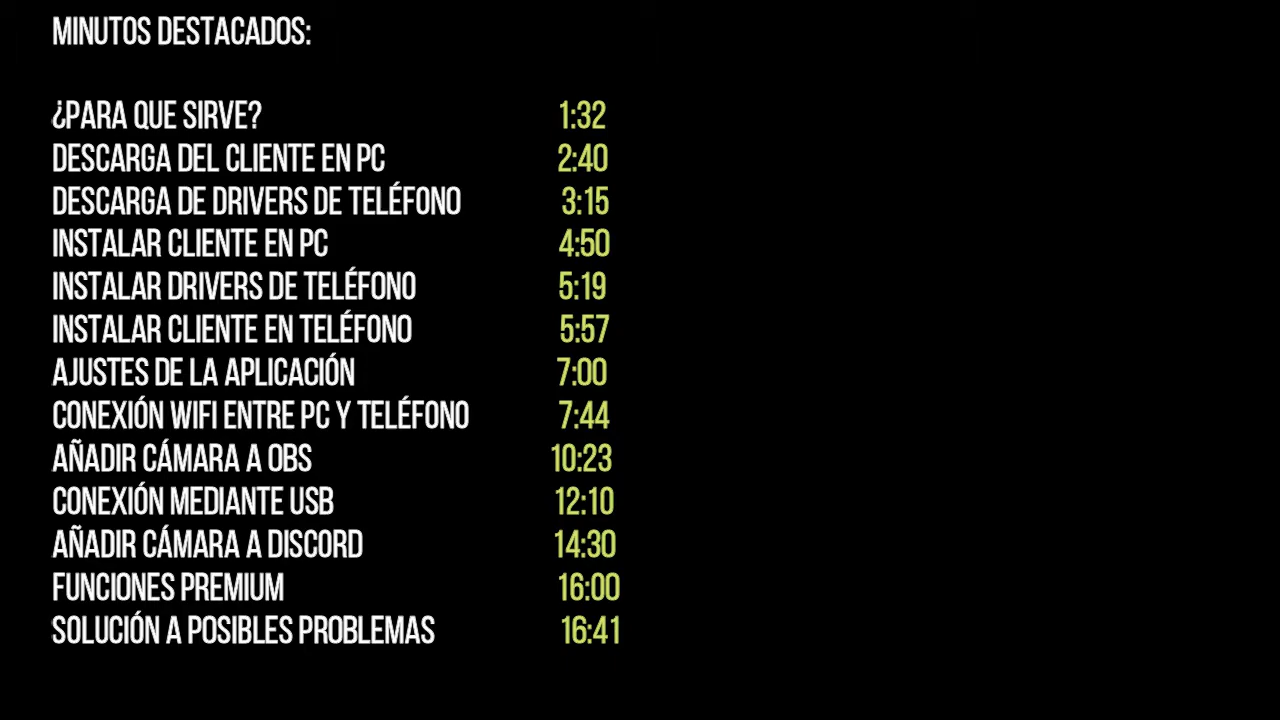 MINUTOS DESTACADOS:
¿PARA QUE SIRVE? 1:32
DESCARGA DEL CLIENTE EN PC 2:40
DESCARGA DE DRIVERS DE TELÉFONO 3:15
INSTALAR CLIENTE EN PC 4:50
INSTALAR DRIVERS DE TELÉFONO 5:19
INSTALAR CLIENTE EN TELÉFONO 5:57
AJUSTES DE LA APLICACIÓN 7:00
CONEXIÓN WIFI ENTRE PC Y TELÉFONO 7:44
AÑADIR CÁMARA A OBS 10:23
CONEXIÓN MEDIANTE USB 12:10
AÑADIR CÁMARA A DISCORD 14:30
FUNCIONES PREMIUM 16:00
SOLUCIÓN A POSIBLES PROBLEMAS 16:41